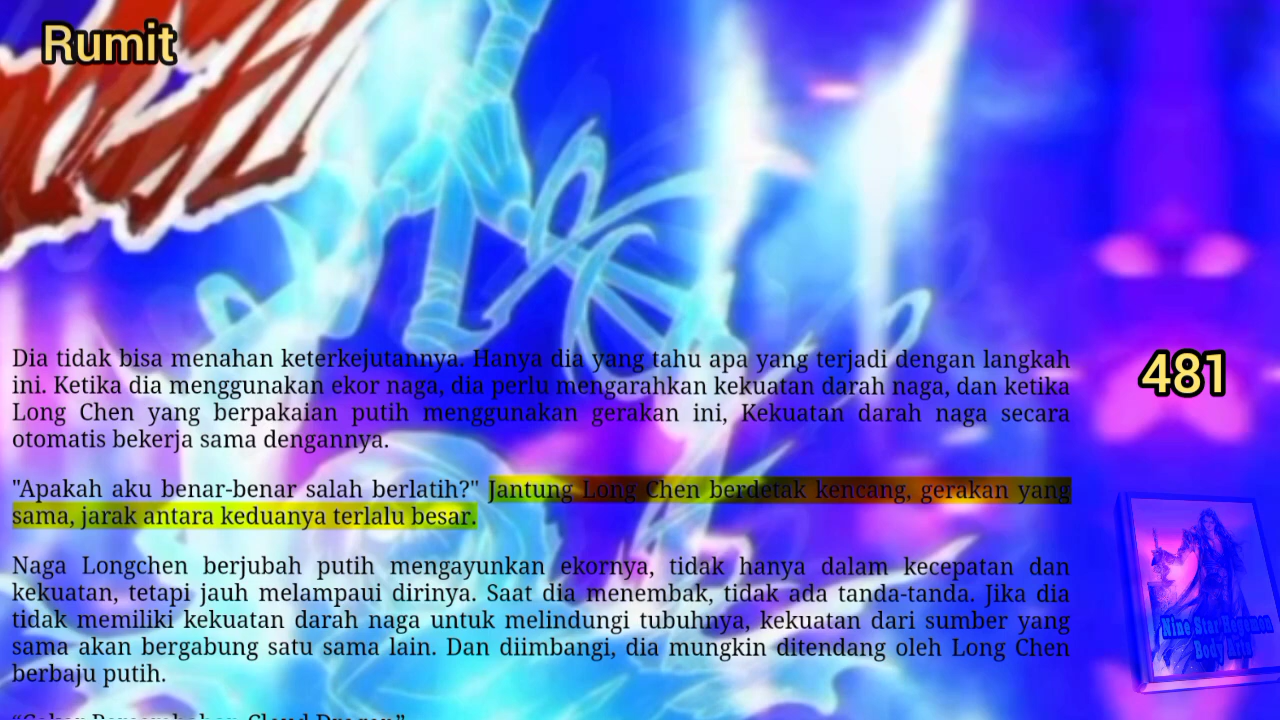 Rumit
Dia tidak bisa menahan keterkejutannya. Hanya dia yang tahu apa yang terjadi dengan langkah
ini. Ketika dia menggunakan ekor naga, dia perlu mengarahkan kekuatan darah naga, dan ketika
Long Chen yang berpakaian putih menggunakan gerakan ini, Kekuatan darah naga secara
otomatis bekerja sama dengannya.
481
"Apakah aku benar-benar salah berlatih?" Jantung Long Chen berdetak kencang, gerakan yang
sama, jarak antara keduanya terlalu besar.
Naga Longchen berjubah putih mengayunkan ekornya, tidak hanya dalam kecepatan dan
kekuatan, tetapi jauh melampaui dirinya. Saat dia menembak, tidak ada tanda-tanda. Jika dia
tidak memiliki kekuatan darah naga untuk melindungi tubuhnya, kekuatan dari sumber yang
sama akan bergabung satu sama lain. Dan diimbangi, dia mungkin ditendang oleh Long Chen
berbaju putih.
Nine Star Hegemon
Body Arts
Cloud Dragon